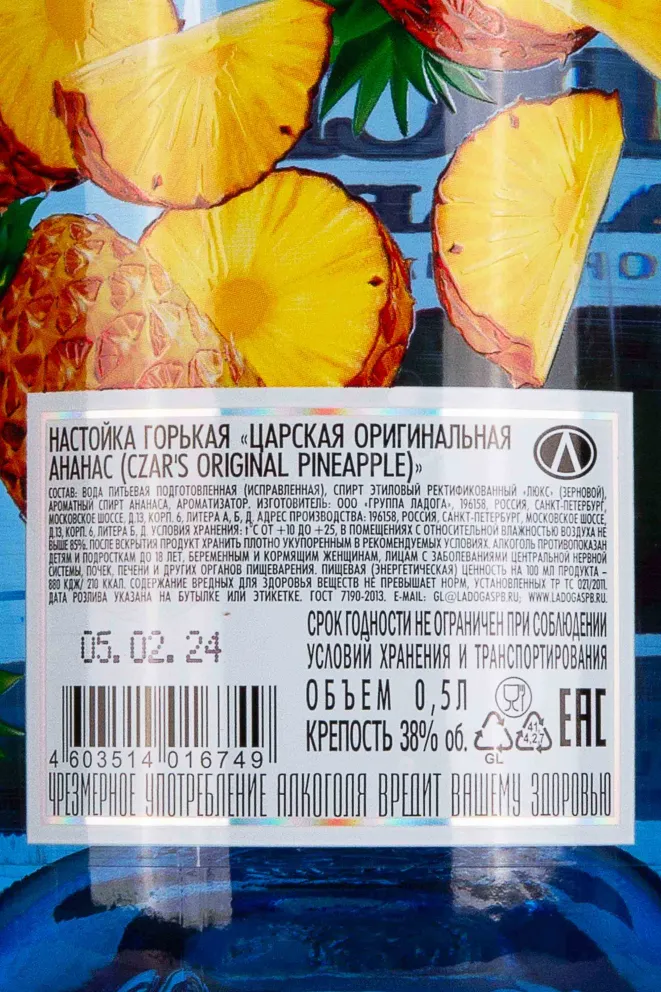 НАСТОЙКА ГОРЬКАЯ «ЦАРСКАЯ ОРИГИНАЛЬНАЯ
АНАНАС (CZAR'S ORIGINAL PINEAPPLE)»
СОСТАВ: ВОДА ПИТЬЕВАЯ ПОДГОТОВЛЕННАЯ (ИСПРАВЛЕННАЯ), СПИРТ ЭТИЛОВЫЙ РЕКТИФИКОВАННЫЙ «ЛЮКС» (ЗЕРНОВОЙ),
АРОМАТНЫЙ СПИРТ АНАНАСА, АРОМАТИЗАТОР. ИЗГОТОВИТЕЛЬ: ООО «ГРУППА ЛАДОГА», 196158, РОССИЯ, САНКТ-ПЕТЕРБУРГ,
МОСКОВСКОЕ ШОССЕ, Д.13, КОРП. 6, ЛИТЕРА А, Б, Д. АДРЕС ПРОИЗВОДСТВА: 196158, РОССИЯ, САНКТ-ПЕТЕРБУРГ, МОСКОВСКОЕ ШОССЕ,
Д.13, КОРП. 6, ЛИТЕРА Б, Д. УСЛОВИЯ ХРАНЕНИЯ: t °С ОТ +10 ДО +25, В ПОМЕЩЕНИЯХ С ОТНОСИТЕЛЬНОЙ ВЛАЖНОСТЬЮ ВОЗДУХА НЕ
ВЫШЕ 85%. ПОСЛЕ ВСКРЫТИЯ ПРОДУКТ ХРАНИТЬ ПЛОТНО УКУПОРЕННЫМ В РЕКОМЕНДУЕМЫХ УСЛОВИЯХ. АЛКОГОЛЬ ПРОТИВОПОКАЗАН
ДЕТЯМ И ПОДРОСТКАМ ДО 18 ЛЕТ, БЕРЕМЕННЫМ И КОРМЯЩИМ ЖЕНЩИНАМ, ЛИЦАМ С ЗАБОЛЕВАНИЯМИ ЦЕНТРАЛЬНОЙ НЕРВНОЙ
СИСТЕМЫ, ПОЧЕК, ПЕЧЕНИ И ДРУГИХ ОРГАНОВ ПИЩЕВАРЕНИЯ. ПИЩЕВАЯ (ЭНЕРГЕТИЧЕСКАЯ) ЦЕННОСТЬ НА 100 МЛ ПРОДУКТА –
880 КДЖ/ 210 ККАЛ. СОДЕРЖАНИЕ ВРЕДНЫХ ДЛЯ ЗДОРОВЬЯ ВЕЩЕСТВ НЕ ПРЕВЫШАЕТ НОРМ, УСТАНОВЛЕННЫХ ТР ТС 021/2011.
ДАТА РОЗЛИВА УКАЗАНА НА БУТЫЛКЕ ИЛИ ЭТИКЕТКЕ. ГОСТ 7190-2013. E-MAIL: GL@LADOGASPB.RU; WWW.LADOGASPB.RU.
05.02.24
СРОК ГОДНОСТИ НЕ ОГРАНИЧЕН ПРИ СОБЛЮДЕНИИ
УСЛОВИЙ ХРАНЕНИЯ И ТРАНСПОРТИРОВАНИЯ
ОБЪЕМ 0,5Л
КРЕПОСТЬ 38% об.
GL
41
4,2,7
EAC
4 603514 016749
ЧРЕЗМЕРНОЕ УПОТРЕБЛЕНИЕ АЛКОГОЛЯ ВРЕДИТ ВАШЕМУ ЗДОРОВЬЮ